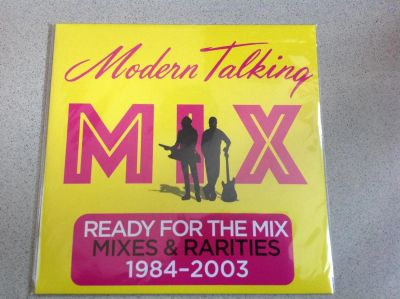 Modern Talking
MIX
READY FOR THE MIX
MIXES & RARITIES
1984–2003